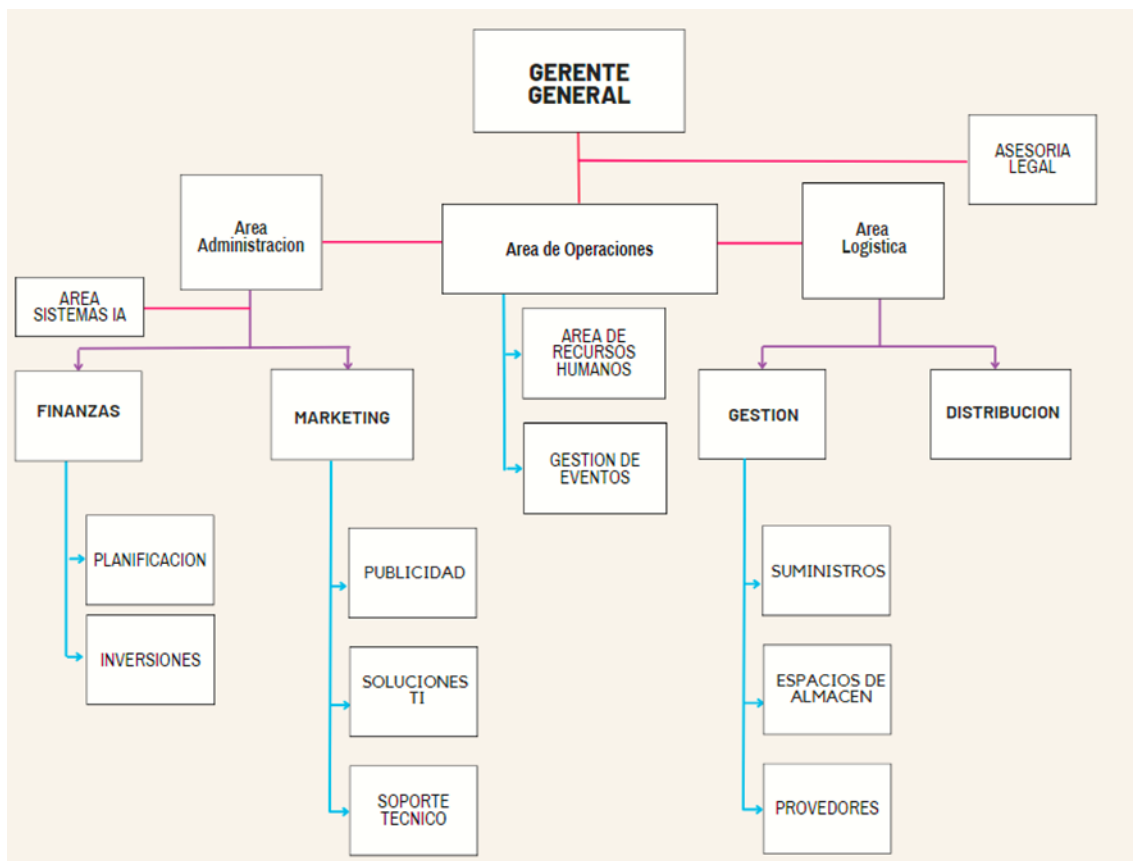 GERENTE
GENERAL
ASESORIA
LEGAL
Area
Administracion
Area de Operaciones
Area
Logistica
AREA
SISTEMAS IA
AREA DE
RECURSOS
HUMANOS
FINANZAS
MARKETING
GESTION
DISTRIBUCION
GESTION DE
EVENTOS
PLANIFICACION
PUBLICIDAD
SUMINISTROS
INVERSIONES
SOLUCIONES
TI
ESPACIOS DE
ALMACEN
SOPORTE
TECNICO
PROVEDORES